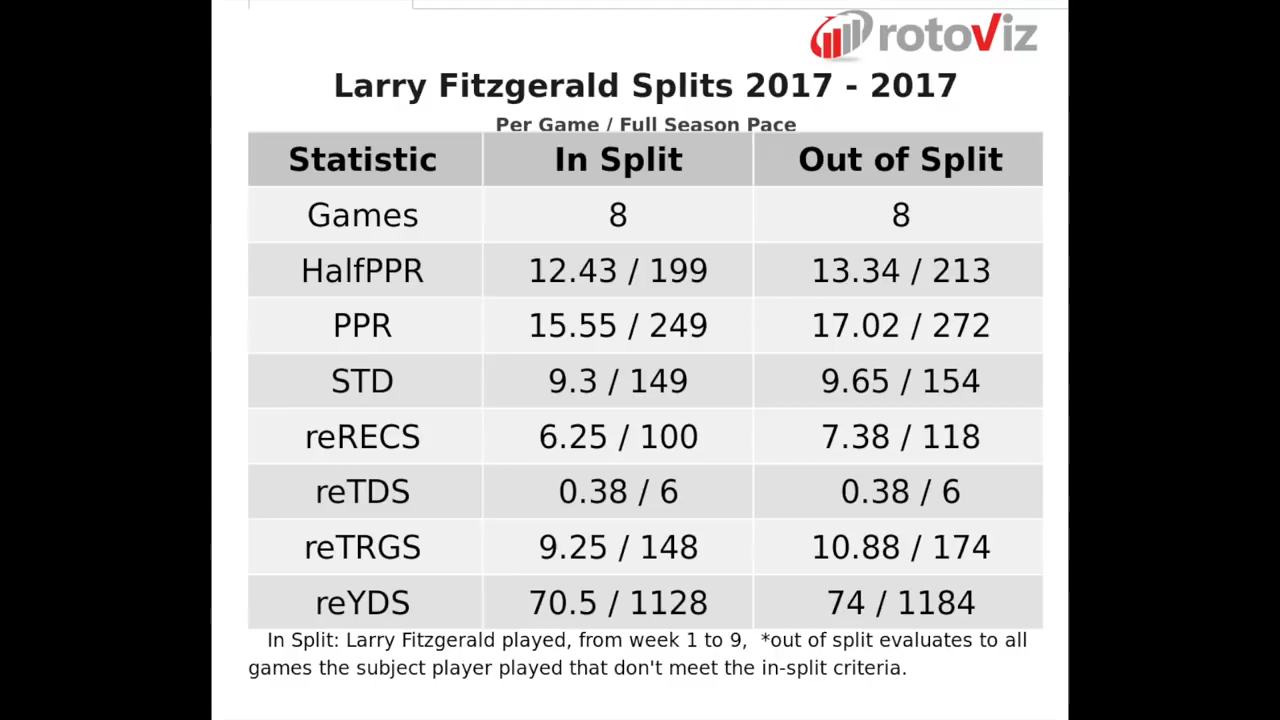 rotoviz
Larry Fitzgerald Splits 2017 - 2017
Per Game / Full Season Pace
Statistic In Split Out of Split
Games 8 8
HalfPPR 12.43 / 199 13.34 / 213
PPR 15.55 / 249 17.02 / 272
STD 9.3 / 149 9.65 / 154
reRECS 6.25 / 100 7.38 / 118
reTDS 0.38 / 6 0.38 / 6
reTRGS 9.25 / 148 10.88 / 174
reYDS 70.5 / 1128 74 / 1184
In Split: Larry Fitzgerald played, from week 1 to 9, *out of split evaluates to all
games the subject player played that don't meet the in-split criteria.